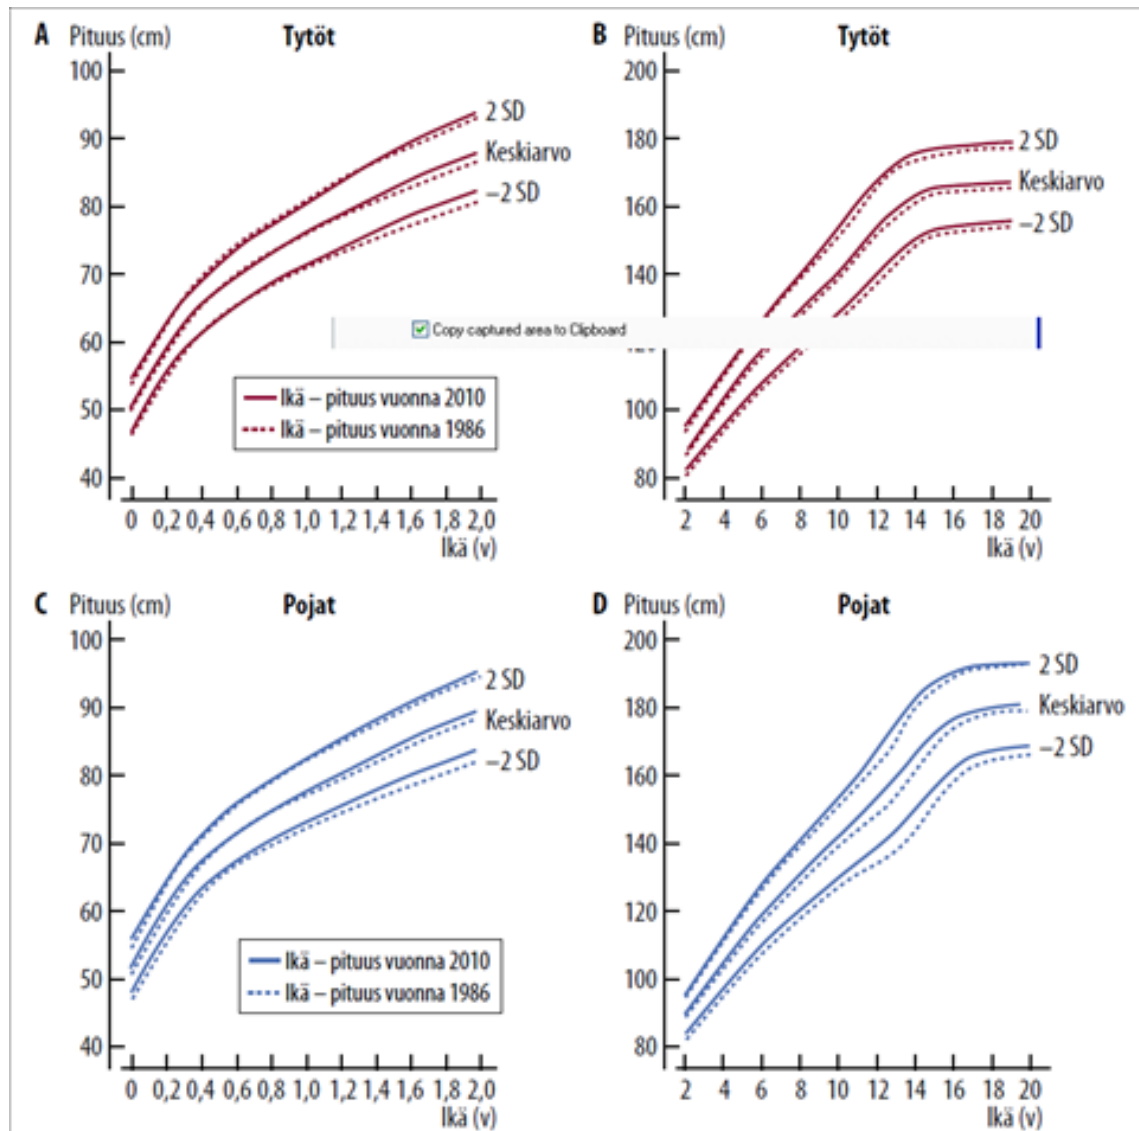 A Pituus (cm) Tytöt
100
90
80
70
60
50
40
2 SD
Keskiarvo
–2 SD
Ikä – pituus vuonna 2010
Ikä – pituus vuonna 1986
0 0,2 0,4 0,6 0,8 1,0 1,2 1,4 1,6 1,8 2,0
Ikä (v)
B Pituus (cm) Tytöt
200
180
160
140
100
80
2 SD
Keskiarvo
–2 SD
2 4 6 8 10 12 14 16 18 20
Ikä (v)
Copy captured area to Clipboard
C Pituus (cm) Pojat
100
90
80
70
60
50
40
2 SD
Keskiarvo
–2 SD
Ikä – pituus vuonna 2010
Ikä – pituus vuonna 1986
0 0,2 0,4 0,6 0,8 1,0 1,2 1,4 1,6 1,8 2,0
Ikä (v)
D Pituus (cm) Pojat
200
180
160
140
120
100
80
2 SD
Keskiarvo
–2 SD
2 4 6 8 10 12 14 16 18 20
Ikä (v)